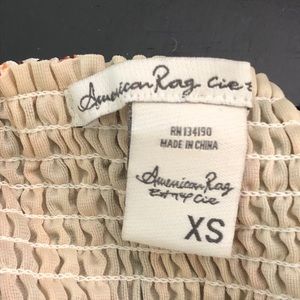 American Rag Cie
RN 134190
MADE IN CHINA
American Rag
Cie
XS